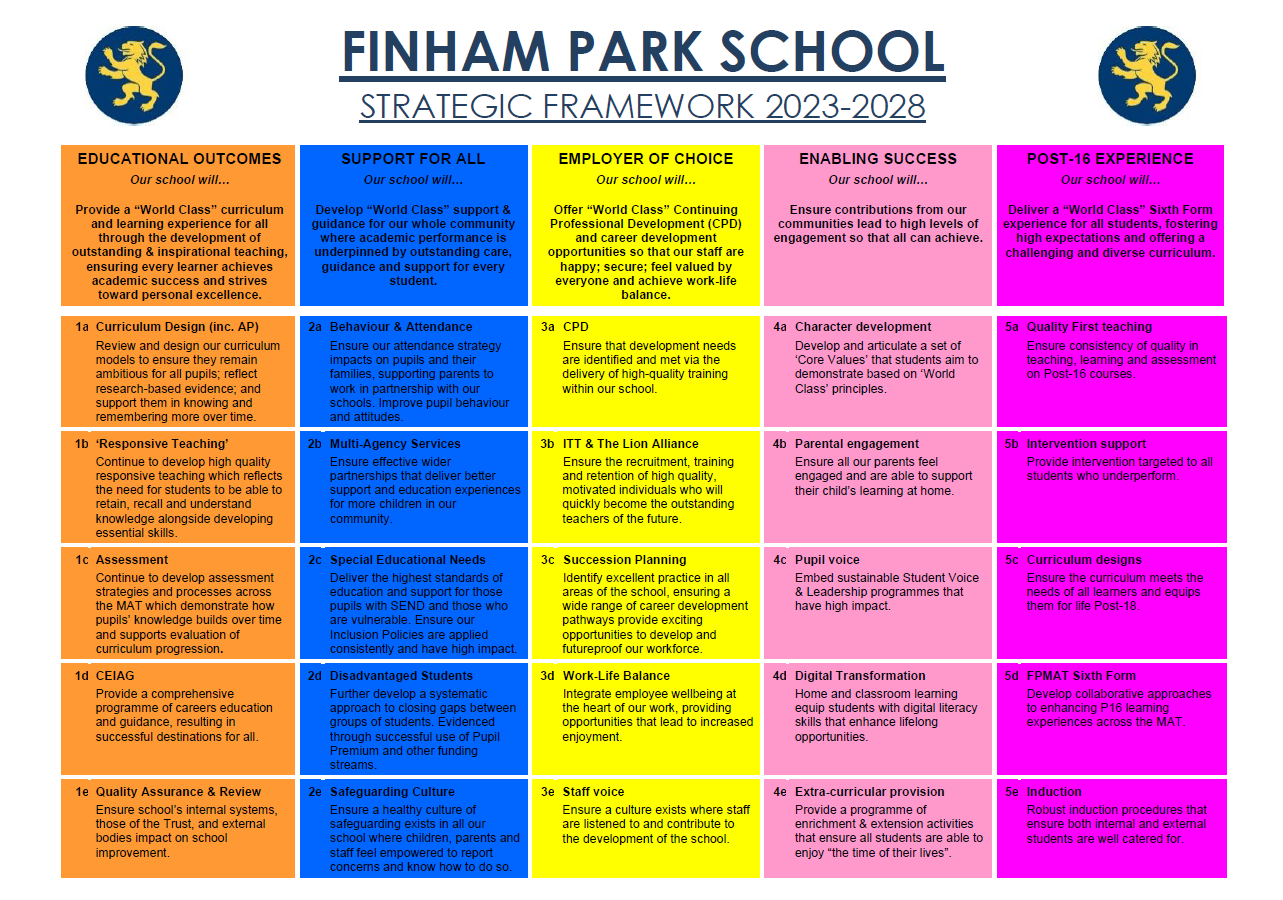 FINHAM PARK SCHOOL
STRATEGIC FRAMEWORK 2023-2028
EDUCATIONAL OUTCOMES
Our school will…
Provide a “World Class” curriculum
and learning experience for all
through the development of
outstanding & inspirational teaching,
ensuring every learner achieves
academic success and strives
toward personal excellence.
SUPPORT FOR ALL
Our school will…
Develop “World Class” support &
guidance for our whole community
where academic performance is
underpinned by outstanding care,
guidance and support for every
student.
EMPLOYER OF CHOICE
Our school will…
Offer “World Class” Continuing
Professional Development (CPD)
and career development
opportunities so that our staff are
happy; secure; feel valued by
everyone and achieve work-life
balance.
ENABLING SUCCESS
Our school will…
Ensure contributions from our
communities lead to high levels of
engagement so that all can achieve.
POST-16 EXPERIENCE
Our school will…
Deliver a “World Class” Sixth Form
experience for all students, fostering
high expectations and offering a
challenging and diverse curriculum.
1a Curriculum Design (inc. AP)
Review and design our curriculum
models to ensure they remain
ambitious for all pupils; reflect
research-based evidence; and
support them in knowing and
remembering more over time.
2a Behaviour & Attendance
Ensure our attendance strategy
impacts on pupils and their
families, supporting parents to
work in partnership with our
schools. Improve pupil behaviour
and attitudes.
3a CPD
Ensure that development needs
are identified and met via the
delivery of high-quality training
within our school.
4a Character development
Develop and articulate a set of
‘Core Values’ that students aim to
demonstrate based on ‘World
Class’ principles.
5a Quality First teaching
Ensure consistency of quality in
teaching, learning and assessment
on Post-16 courses.
1b ‘Responsive Teaching’
Continue to develop high quality
responsive teaching which reflects
the need for students to be able to
retain, recall and understand
knowledge alongside developing
essential skills.
2b Multi-Agency Services
Ensure effective wider
partnerships that deliver better
support and education experiences
for more children in our
community.
3b ITT & The Lion Alliance
Ensure the recruitment, training
and retention of high quality,
motivated individuals who will
quickly become the outstanding
teachers of the future.
4b Parental engagement
Ensure all our parents feel
engaged and are able to support
their child’s learning at home.
5b Intervention support
Provide intervention targeted to all
students who underperform.
1c Assessment
Continue to develop assessment
strategies and processes across
the MAT which demonstrate how
pupils’ knowledge builds over time
and supports evaluation of
curriculum progression.
2c Special Educational Needs
Deliver the highest standards of
education and support for those
pupils with SEND and those who
are vulnerable. Ensure our
Inclusion Policies are applied
consistently and have high impact.
3c Succession Planning
Identify excellent practice in all
areas of the school, ensuring a
wide range of career development
pathways provide exciting
opportunities to develop and
futureproof our workforce.
4c Pupil voice
Embed sustainable Student Voice
& Leadership programmes that
have high impact.
5c Curriculum designs
Ensure the curriculum meets the
needs of all learners and equips
them for life Post-18.
1d CEIAG
Provide a comprehensive
programme of careers education
and guidance, resulting in
successful destinations for all.
2d Disadvantaged Students
Further develop a systematic
approach to closing gaps between
groups of students. Evidenced
through successful use of Pupil
Premium and other funding
streams.
3d Work-Life Balance
Integrate employee wellbeing at
the heart of our work, providing
opportunities that lead to increased
enjoyment.
4d Digital Transformation
Home and classroom learning
equip students with digital literacy
skills that enhance lifelong
opportunities.
5d FPMAT Sixth Form
Develop collaborative approaches
to enhancing P16 learning
experiences across the MAT.
1e Quality Assurance & Review
Ensure school’s internal systems,
those of the Trust, and external
bodies impact on school
improvement.
2e Safeguarding Culture
Ensure a healthy culture of
safeguarding exists in all our
school where children, parents and
staff feel empowered to report
concerns and know how to do so.
3e Staff voice
Ensure a culture exists where staff
are listened to and contribute to
the development of the school.
4e Extra-curricular provision
Provide a programme of
enrichment & extension activities
that ensure all students are able to
enjoy “the time of their lives”.
5e Induction
Robust induction procedures that
ensure both internal and external
students are well catered for.